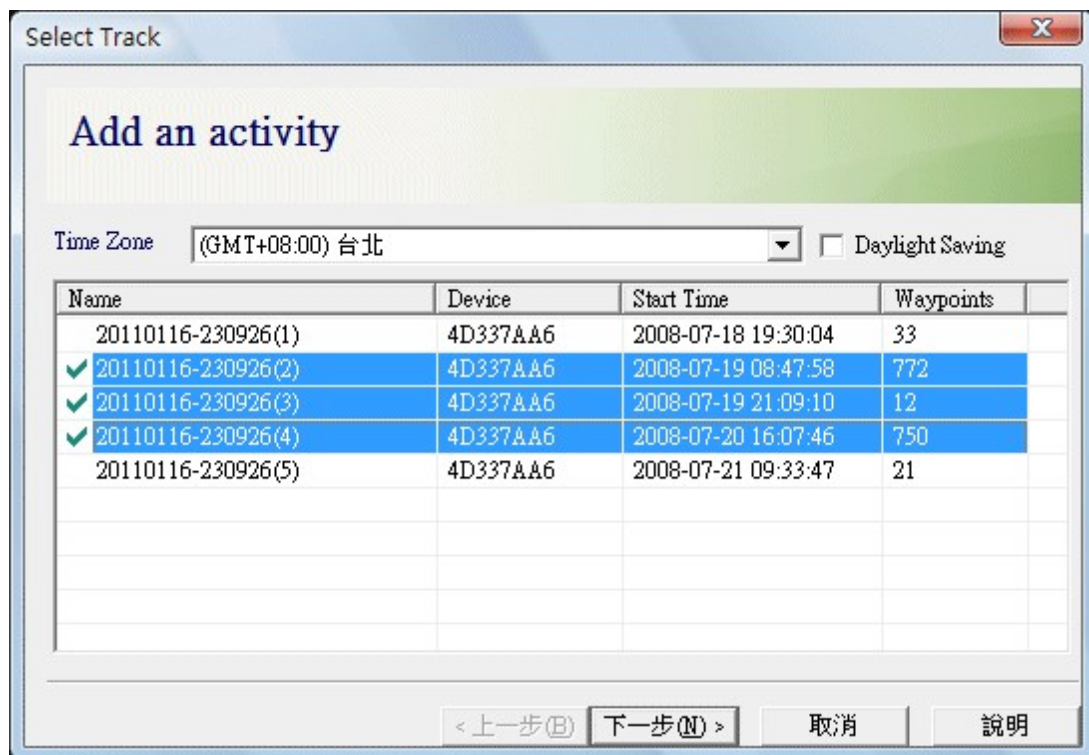 Select Track
Add an activity
Time Zone (GMT+08:00) 台北 Daylight Saving
Name Device Start Time Waypoints
20110116-230926(1) 4D337AA6 2008-07-18 19:30:04 33
20110116-230926(2) 4D337AA6 2008-07-19 08:47:58 772
20110116-230926(3) 4D337AA6 2008-07-19 21:09:10 12
20110116-230926(4) 4D337AA6 2008-07-20 16:07:46 750
20110116-230926(5) 4D337AA6 2008-07-21 09:33:47 21
<上一步(B) 下一步(N)> 取消 說明